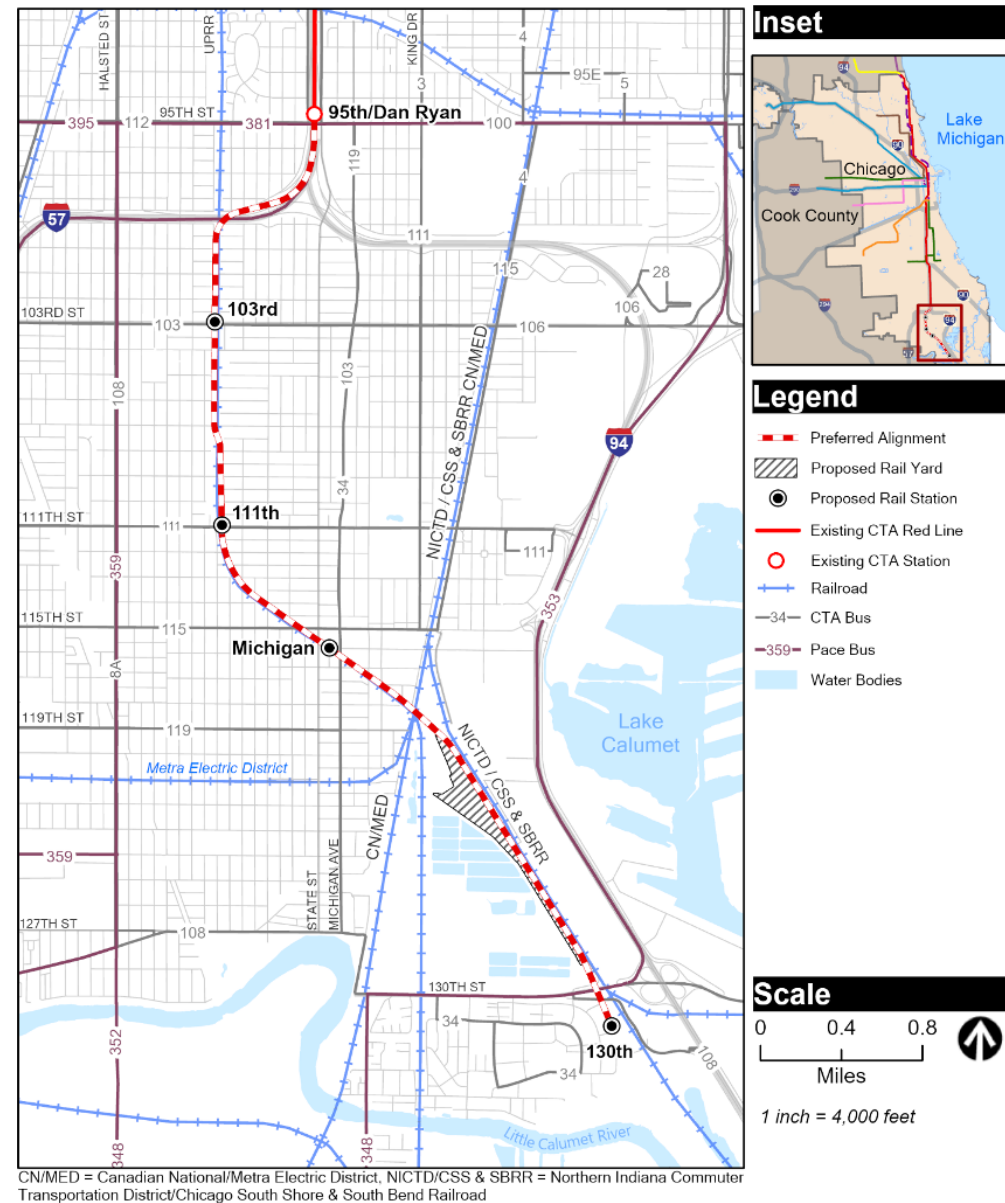 HALSTED ST
UPRR
KING DR
4
95E
3
5
95TH ST
95th/Dan Ryan
395
112
381
100
119
4
57
111
115
28
103RD ST
103rd
103
106
106
NICTD / CSS & SBRR CN/MED
108
103
94
34
111TH ST
111th
111
111
359
353
115TH ST
115
Michigan
8A
119TH ST
119
Lake
Calumet
NICTD / CSS & SBRR
Metra Electric District
CN/MED
359
STATE ST
MICHIGAN AVE
127TH ST
108
130TH ST
34
130th
352
34
108
348
348
Little Calumet River
CN/MED = Canadian National/Metra Electric District, NICTD/CSS & SBRR = Northern Indiana Commuter
Transportation District/Chicago South Shore & South Bend Railroad
Inset
94
Lake
Michigan
90
Chicago
Cook County
90
94
57
Legend
Preferred Alignment
Proposed Rail Yard
Proposed Rail Station
Existing CTA Red Line
Existing CTA Station
Railroad
34 CTA Bus
359 Pace Bus
Water Bodies
Scale
0 0.4 0.8
Miles
1 inch = 4,000 feet